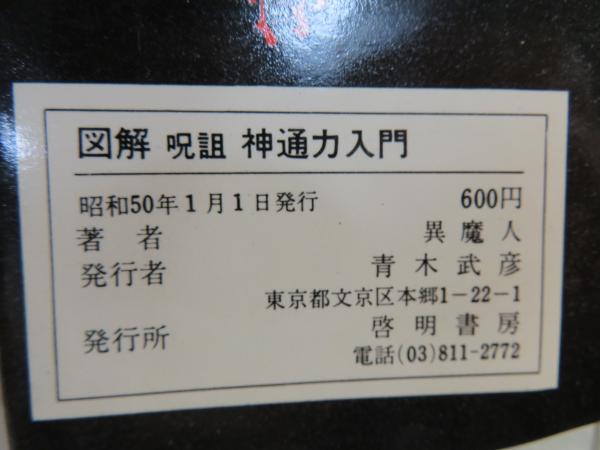 図解 呪詛 神通力入門
昭和50年1月1日発行 600円
著者 異魔人
発行者 青木武彦
東京都文京区本郷1-22-1
発行所 啓明書房
電話(03)811-2772